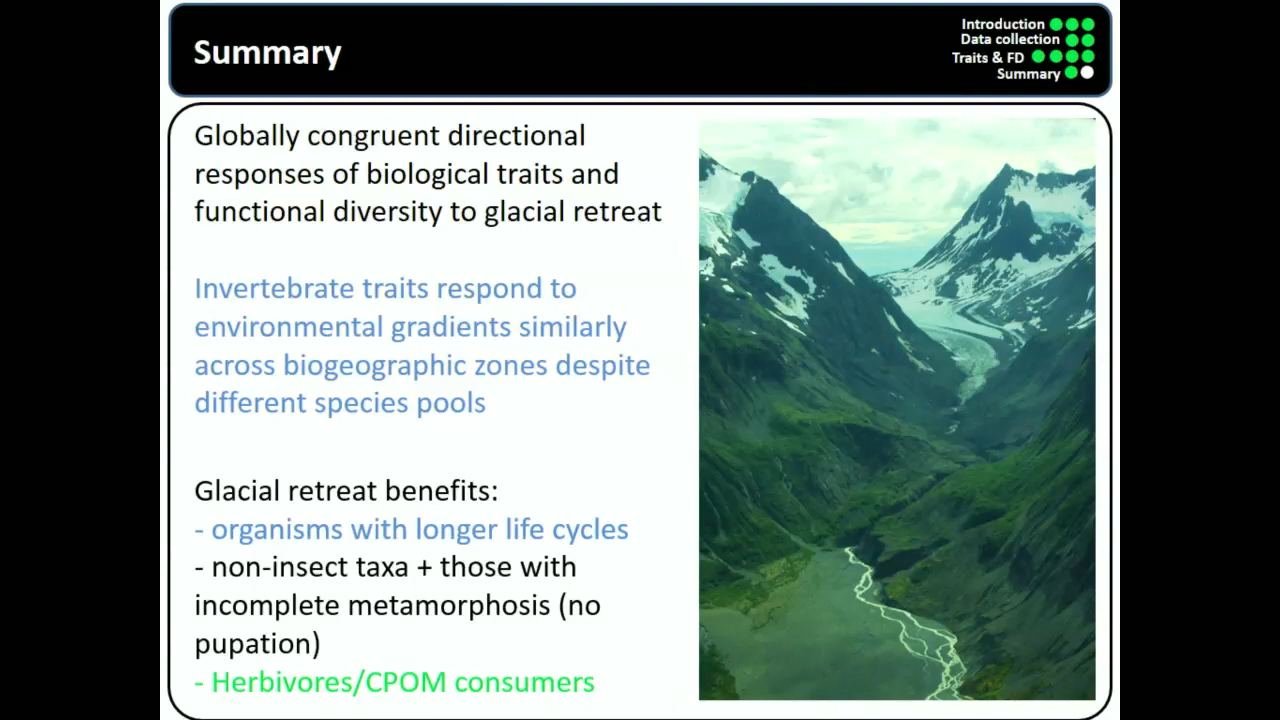 Summary
Introduction
Data collection
Traits & FD
Summary
Globally congruent directional
responses of biological traits and
functional diversity to glacial retreat
Invertebrate traits respond to
environmental gradients similarly
across biogeographic zones despite
different species pools
Glacial retreat benefits:
- organisms with longer life cycles
- non-insect taxa + those with
incomplete metamorphosis (no
pupation)
- Herbivores/CPOM consumers